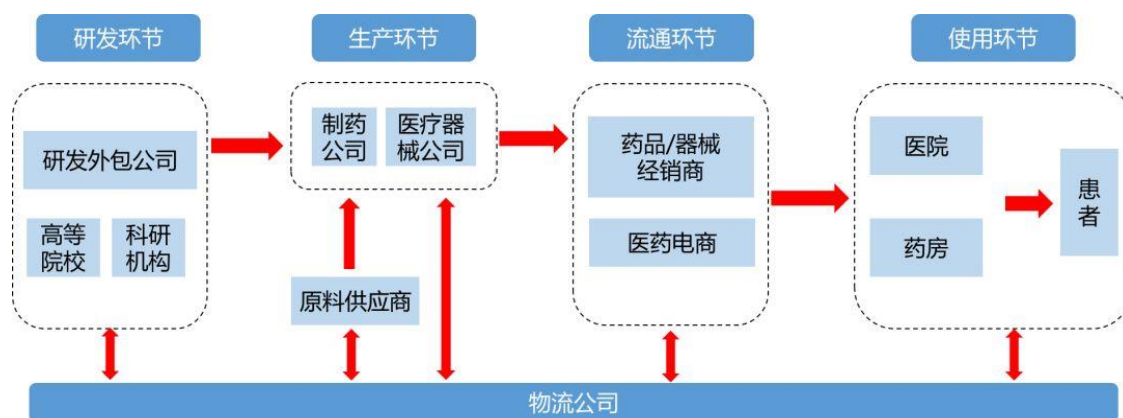 研发环节
生产环节
流通环节
使用环节
研发外包公司
高等
院校
科研
机构
制药
公司
医疗器
械公司
原料供应商
药品/器械
经销商
医药电商
医院
药房
患
者
物流公司